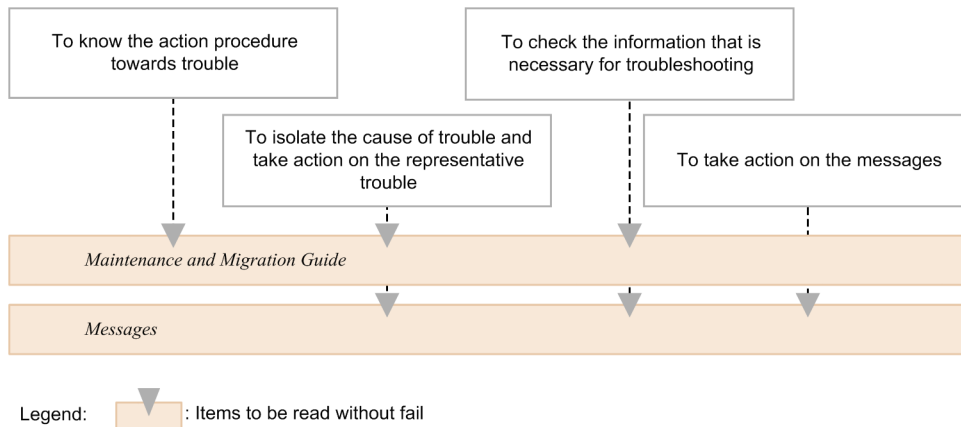 To know the action procedure
towards trouble
To check the information that is
necessary for troubleshooting
To isolate the cause of trouble and
take action on the representative
trouble
To take action on the messages
Maintenance and Migration Guide
Messages
Legend: : Items to be read without fail